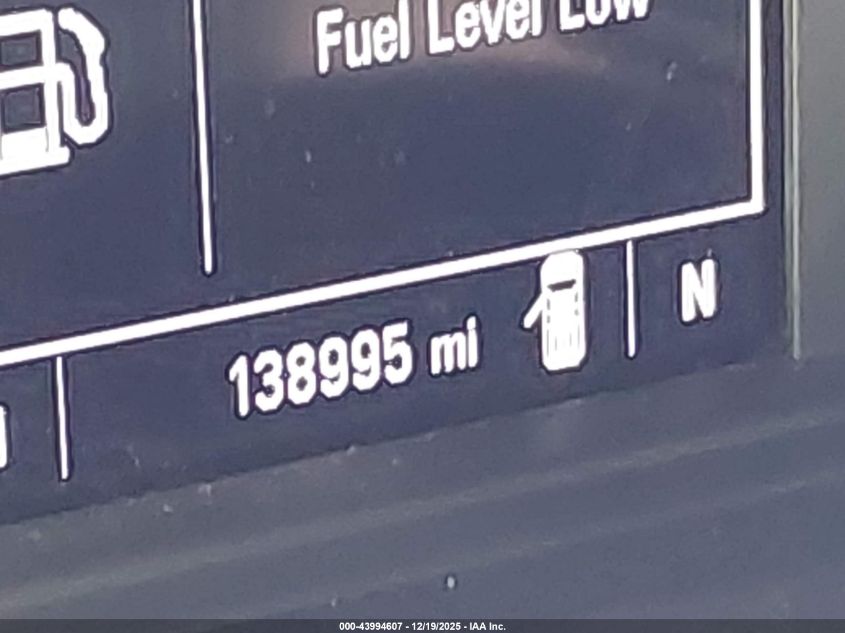 Fuel Level Low
138995 mi
N
000-43994607 - 12/19/2025 - IAA Inc.